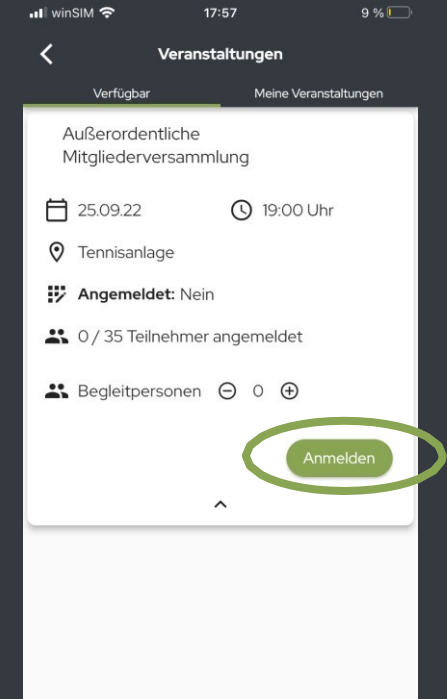 winSIM 17:57 9 %
Veranstaltungen
Verfügbar Meine Veranstaltungen
Außerordentliche
Mitgliederversammlung
25.09.22 19:00 Uhr
Tennisanlage
Angemeldet: Nein
0 / 35 Teilnehmer angemeldet
Begleitpersonen 0
Anmelden